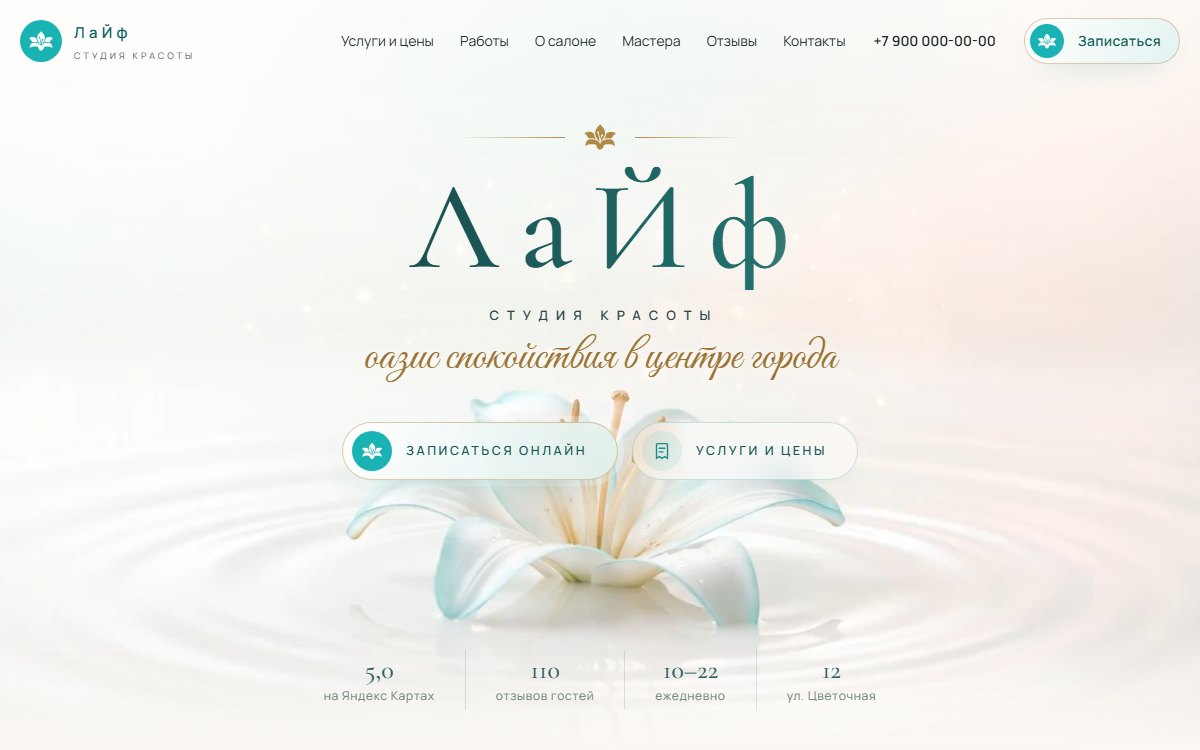 ЛаЙф
СТУДИЯ КРАСОТЫ
Услуги и цены
Работы
О салоне
Мастера
Отзывы
Контакты
+7 900 000-00-00
Записаться
ЛаЙф
СТУДИЯ КРАСОТЫ
оазис спокойствия в центре города
ЗАПИСАТЬСЯ ОНЛАЙН
УСЛУГИ И ЦЕНЫ
5,0
на Яндекс Картах
110
отзывов гостей
10–22
ежедневно
12
ул. Цветочная